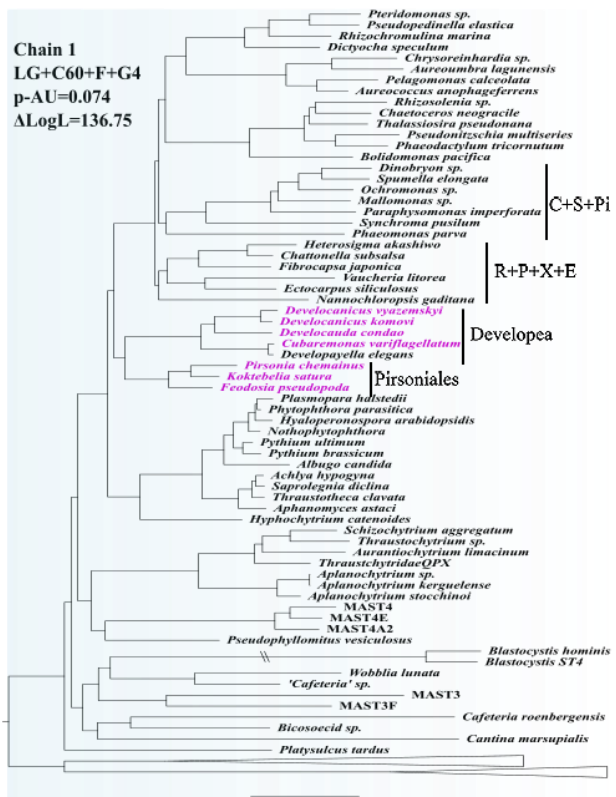 Chain 1
LG+C60+F+G4
p-AU=0.074
ΔLogL=136.75
Pteridomonas sp.
Pseudopedinella elastica
Rhizochromulina marina
Dictyocha speculum
Chrysoreinhardia sp.
Aureoumbra lagunensis
Pelagomonas calceolata
Aureococcus anophageferrens
Rhizosolenia sp.
Chaetoceros neogracile
Thalassiosira pseudonana
Pseudonitzschia multiseries
Phaeodactylum tricornutum
Bolidomonas pacifica
Dinobryon sp.
Spumella elongata
Ochromonas sp.
Mallomonas sp.
Paraphysomonas imperforata
Synchroma pusilum
Phaeomonas parva
C+S+Pi
Heterosigma akashiwo
Chattonella subsalsa
Fibrocapsa japonica
Vaucheria litorea
Ectocarpus siliculosus
Nannochloropsis gaditana
R+P+X+E
Develocanicus vyazemskyi
Develocanicus komovi
Develocauda condao
Cubaremonas variflagellatum
Developayella elegans
Developea
Pirsonia chemainus
Koktebelia satura
Feodosia pseudopoda
Pirsoniales
Plasmopara halstedii
Phytophthora parasitica
Hyaloperonospora arabidopsidis
Nothophytophthora
Pythium ultimum
Pythium brassicum
Albugo candida
Achlya hypogyna
Saprolegnia diclina
Thraustotheca clavata
Aphanomyces astaci
Hyphochytrium catenoides
Schizochytrium aggregatum
Thraustochytrium sp.
Aurantiochytrium limacinum
ThraustchytridaeQPX
Aplanochytrium sp.
Aplanochytrium kerguelense
Aplanochytrium stocchinoi
MAST4
MAST4E
MAST4A2
Pseudophyllomitus vesiculosus
Blastocystis hominis
Blastocystis ST4
Wobblia lunata
'Cafeteria' sp.
MAST3
MAST3F
Cafeteria roenbergensis
Bicosoecid sp.
Cantina marsupialis
Platysulcus tardus